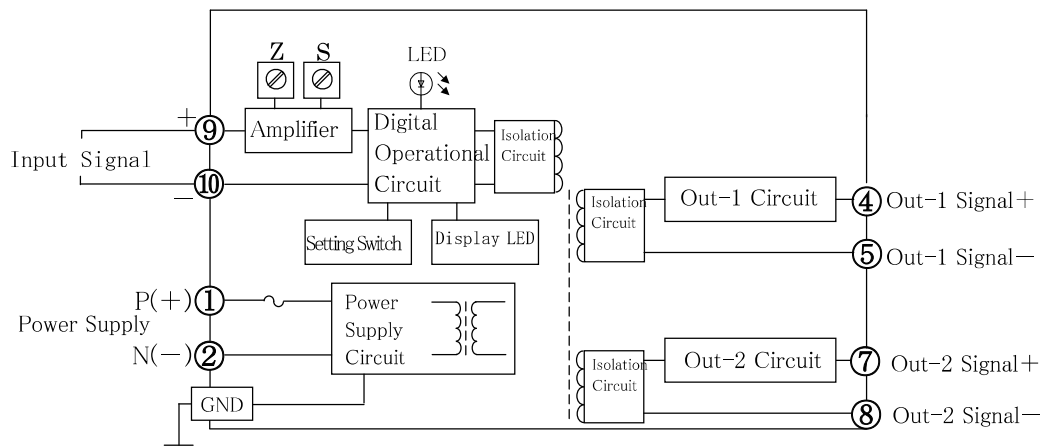 Z S LED
+ ⑨ Amplifier
Digital
Operational
Circuit
Isolation
Circuit
Input Signal
⑩
−
Setting Switch
Display LED
Isolation
Circuit
Out-1 Circuit
④ Out-1 Signal+
⑤ Out-1 Signal−
P(+) ①
Power Supply
N(−) ②
Power
Supply
Circuit
GND
Isolation
Circuit
Out-2 Circuit
⑦ Out-2 Signal+
⑧ Out-2 Signal−